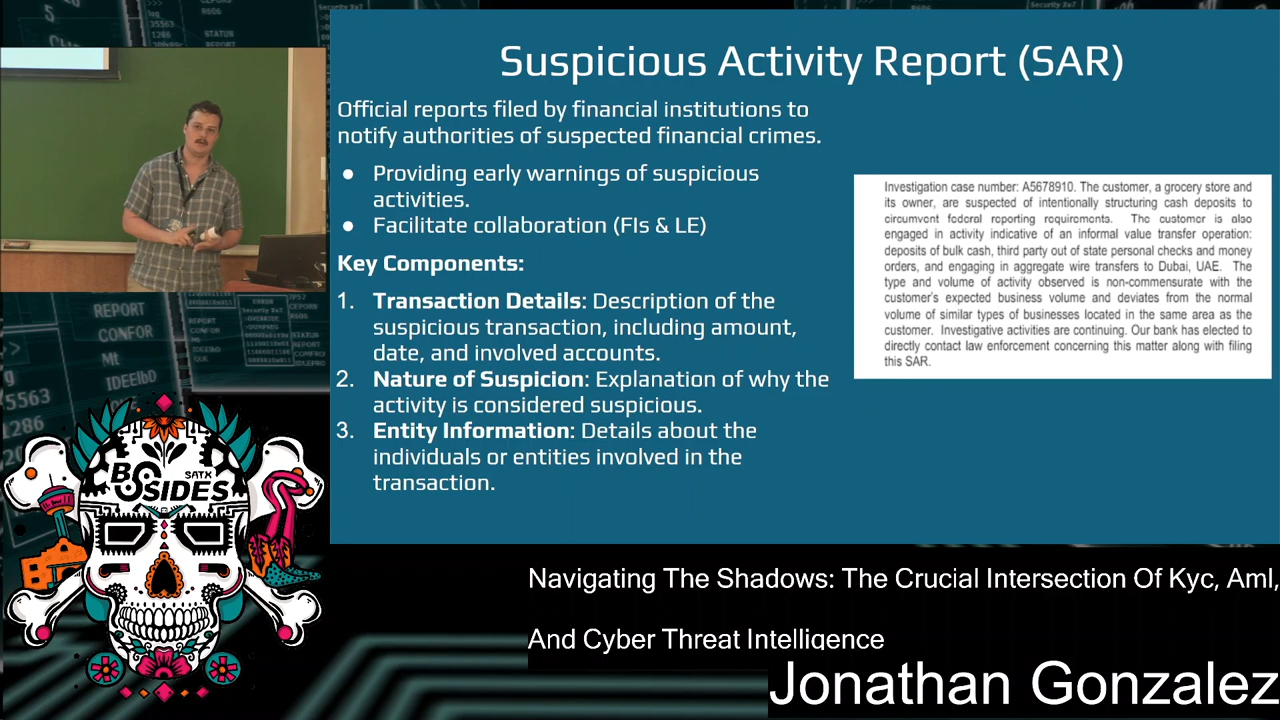 Suspicious Activity Report (SAR)
Official reports filed by financial institutions to
notify authorities of suspected financial crimes.
● Providing early warnings of suspicious
activities.
● Facilitate collaboration (FIs & LE)
Key Components:
1. Transaction Details: Description of the
suspicious transaction, including amount,
date, and involved accounts.
2. Nature of Suspicion: Explanation of why the
activity is considered suspicious.
3. Entity Information: Details about the
individuals or entities involved in the
transaction.
Investigation case number: A5678910. The customer, a grocery store and
its owner, are suspected of intentionally structuring cash deposits to
circumvent federal reporting requirements. The customer is also
engaged in activity indicative of an informal value transfer operation:
deposits of bulk cash, third party out of state personal checks and money
orders, and engaging in aggregate wire transfers to Dubai, UAE. The
type and volume of activity observed is non-commensurate with the
customer's expected business volume and deviates from the normal
volume of similar types of businesses located in the same area as the
customer. Investigative activities are continuing. Our bank has elected to
directly contact law enforcement concerning this matter along with filing
this SAR.
REPORT
CONFOR
Mt
IDEEIbD
35563
1286
BSIDES
SATX
Navigating The Shadows: The Crucial Intersection Of Kyc, Aml,
And Cyber Threat Intelligence
Jonathan Gonzalez